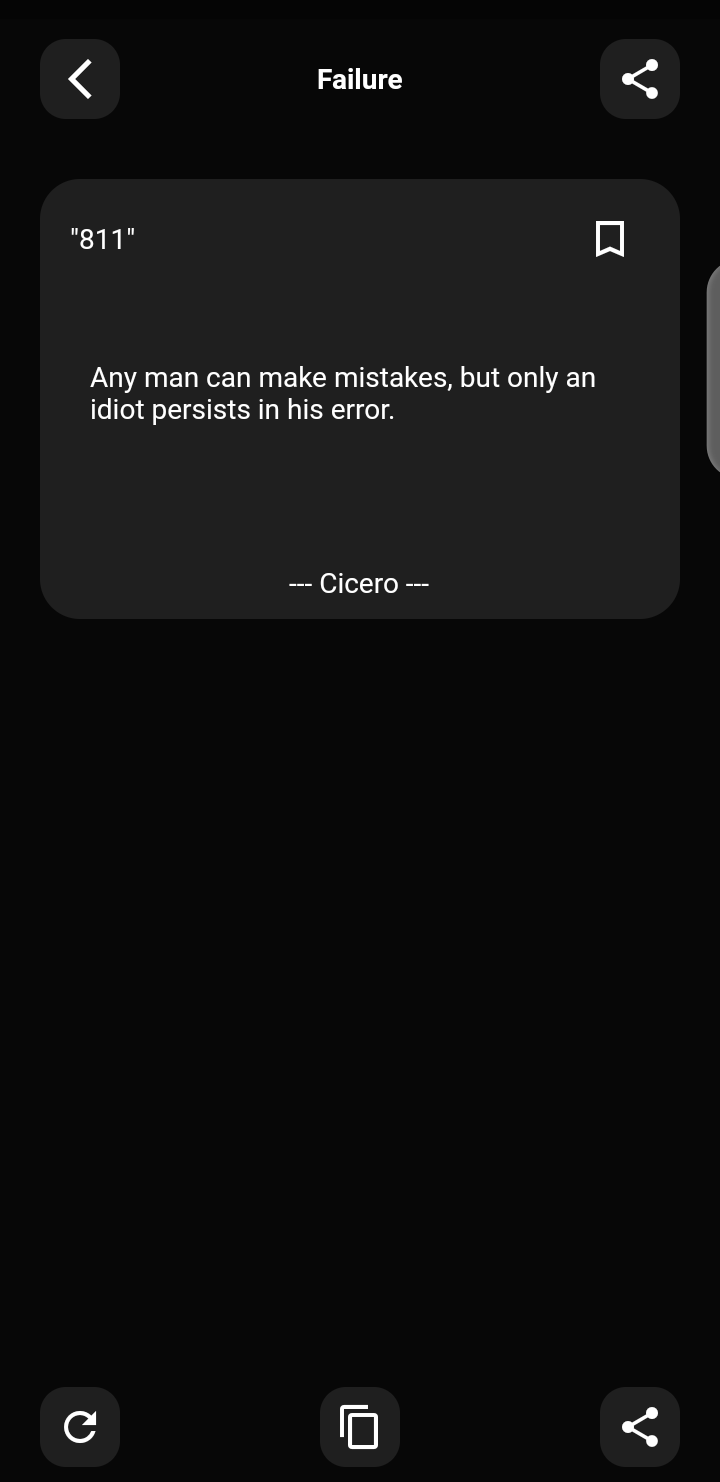 Failure
"811"
Any man can make mistakes, but only an
idiot persists in his error.
--- Cicero ---